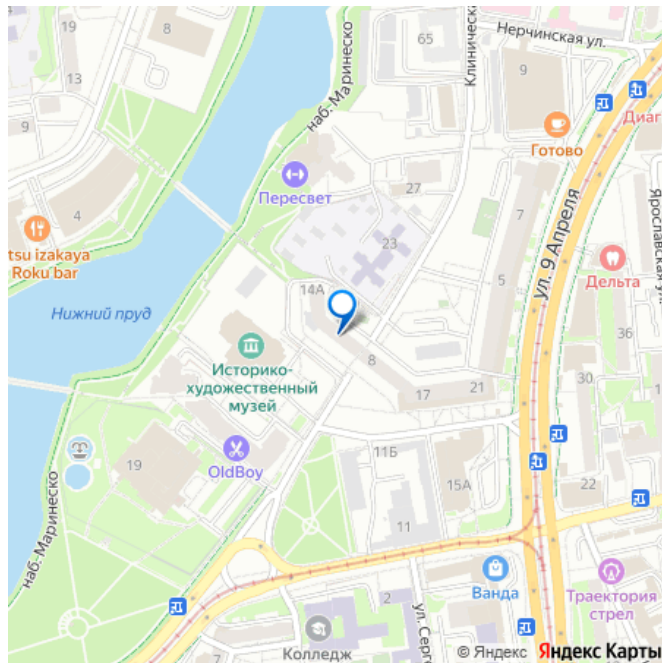 19
13
8
65
Клиническая
Нерчинская ул.
9
наб. Маринеско
Готово
Диаг
9
4
Пересвет
27
7
Ярославская ул.
tsu izakaya
Roku bar
23
5
ул. 9 Апреля
Дельта
14А
Нижний пруд
Историко-
художественный
музей
8
36
17
21
30
OldBoy
19
11Б
15А
22
11
наб. Маринеско
Ванда
Траектория
стрел
7
Колледж
ул. Серг
© Яндекс Яндекс Карты